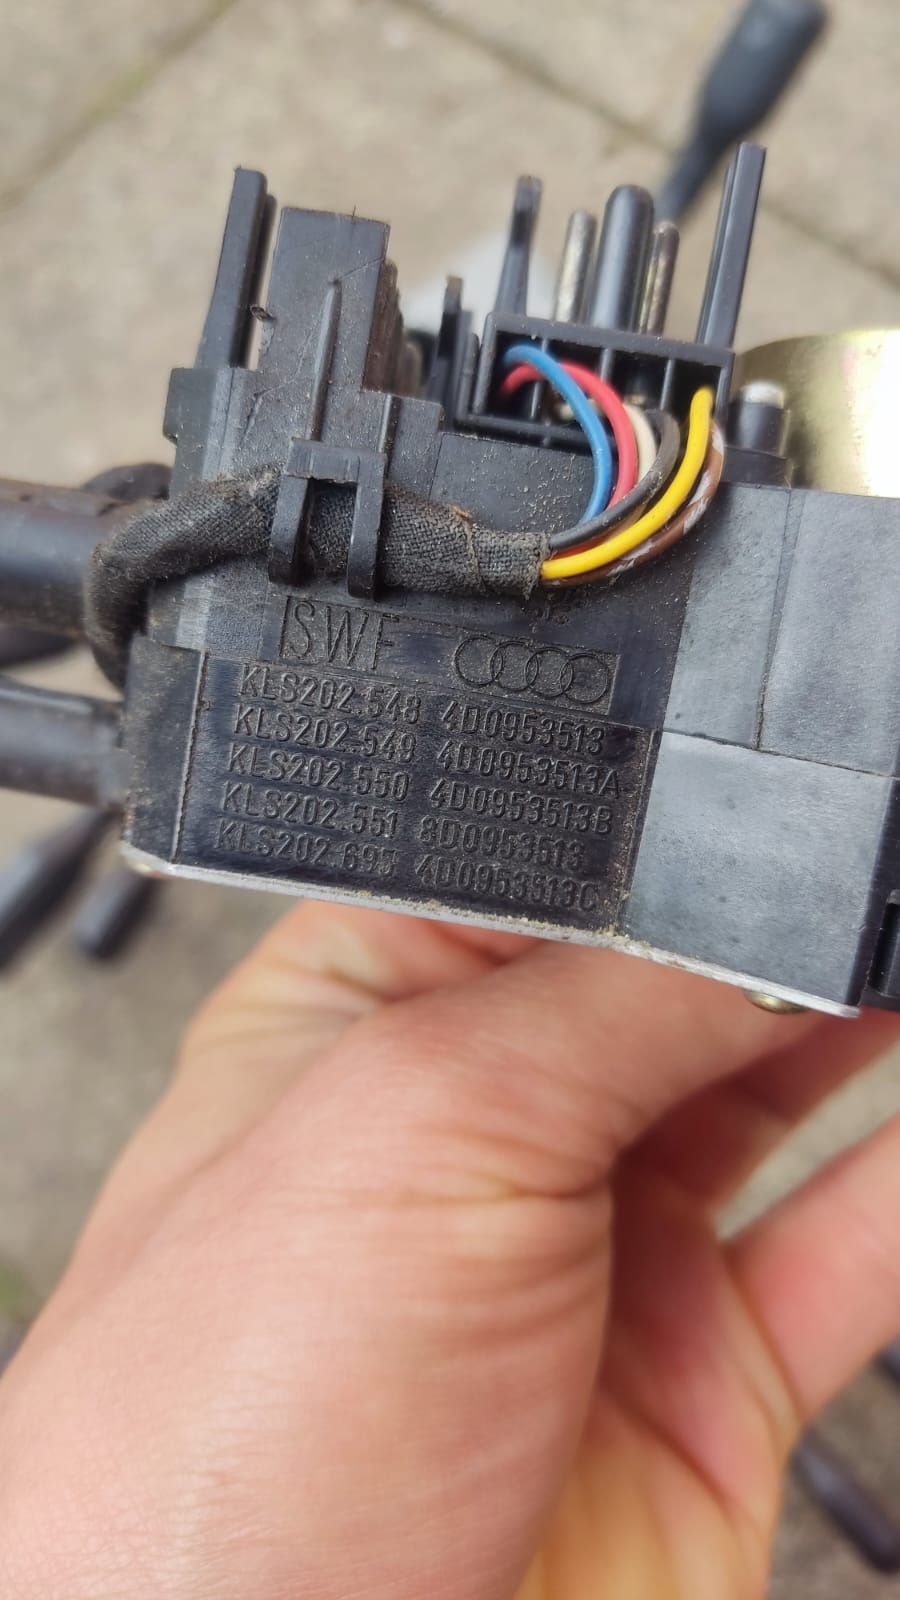 SWF
KLS202.548 4D0953513
KLS202.549 4D0953513A
KLS202.550 4D0953513B
KLS202.551 8D0953513
KLS202.695 4D0953513C